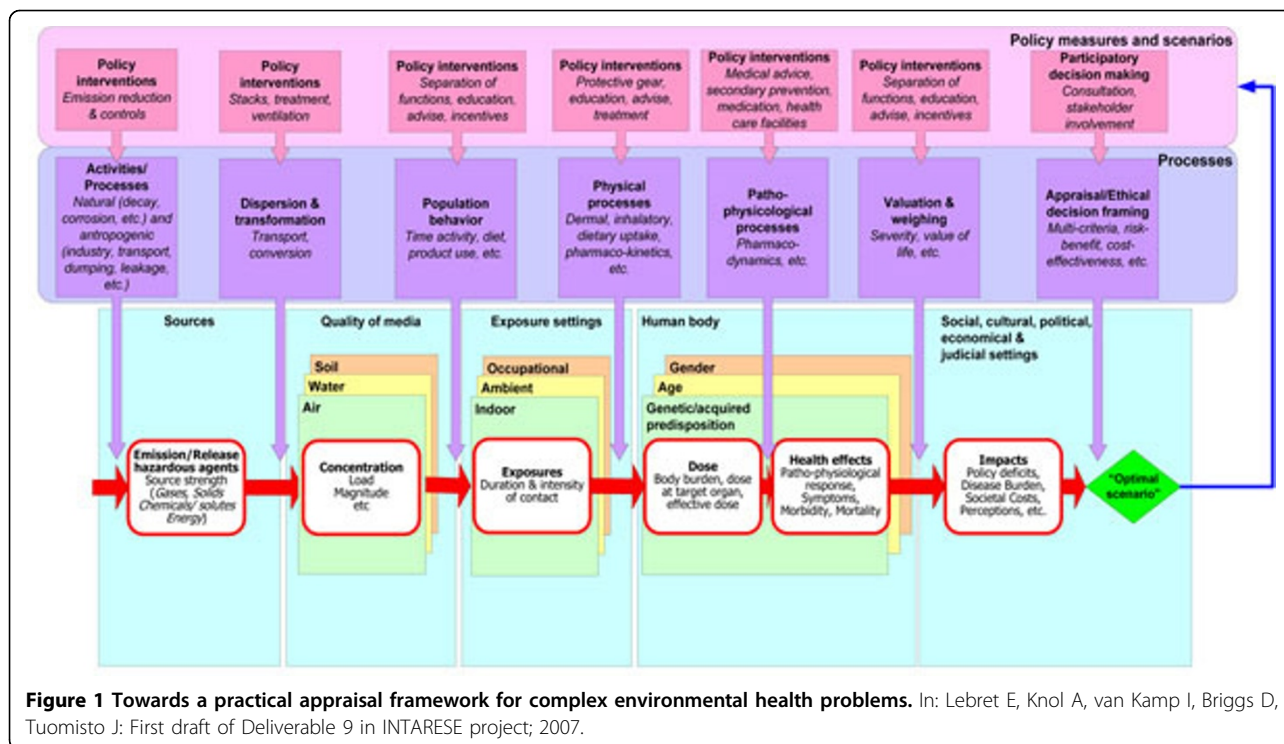 Policy measures and scenarios
Policy
interventions
Emission reduction
& controls
Policy
interventions
Stacks, treatment,
ventilation
Policy interventions
Separation of
functions, education,
advise, incentives
Policy interventions
Protective gear,
education, advise,
treatment
Policy interventions
Medical advice,
secondary prevention,
medication, health
care facilities
Policy interventions
Separation of
functions, education,
advise, incentives
Participatory
decision making
Consultation,
stakeholder
involvement
Processes
Activities/
Processes
Natural (decay,
corrosion, etc.) and
antropogenic
(industry, transport,
dumping, leakage,
etc.)
Dispersion &
transformation
Transport,
conversion
Population
behavior
Time activity, diet,
product use, etc.
Physical
processes
Dermal, inhalatory,
dietary uptake,
pharmaco-kinetics,
etc.
Patho-
physicological
processes
Pharmaco-
dynamics, etc.
Valuation &
weighing
Severity, value of
life, etc.
Appraisal/Ethical
decision framing
Multi-criteria, risk-
benefit, cost-
effectiveness, etc.
Sources
Quality of media
Exposure settings
Human body
Social, cultural, political,
economical &
judicial settings
Soil
Water
Air
Occupational
Ambient
Indoor
Gender
Age
Genetic/acquired
predisposition
Emission/Release
hazardous agents
Source strength
(Gases, Solids
Chemicals/ solutes
Energy)
Concentration
Load
Magnitude
etc
Exposures
Duration & intensity
of contact
Dose
Body burden, dose
at target organ,
effective dose
Health effects
Patho-physiological
response,
Symptoms,
Morbidity, Mortality
Impacts
Policy deficits,
Disease Burden,
Societal Costs,
Perceptions, etc.
"Optimal
scenario"
Figure 1 Towards a practical appraisal framework for complex environmental health problems. In: Lebret E, Knol A, van Kamp I, Briggs D,
Tuomisto J: First draft of Deliverable 9 in INTARESE project; 2007.